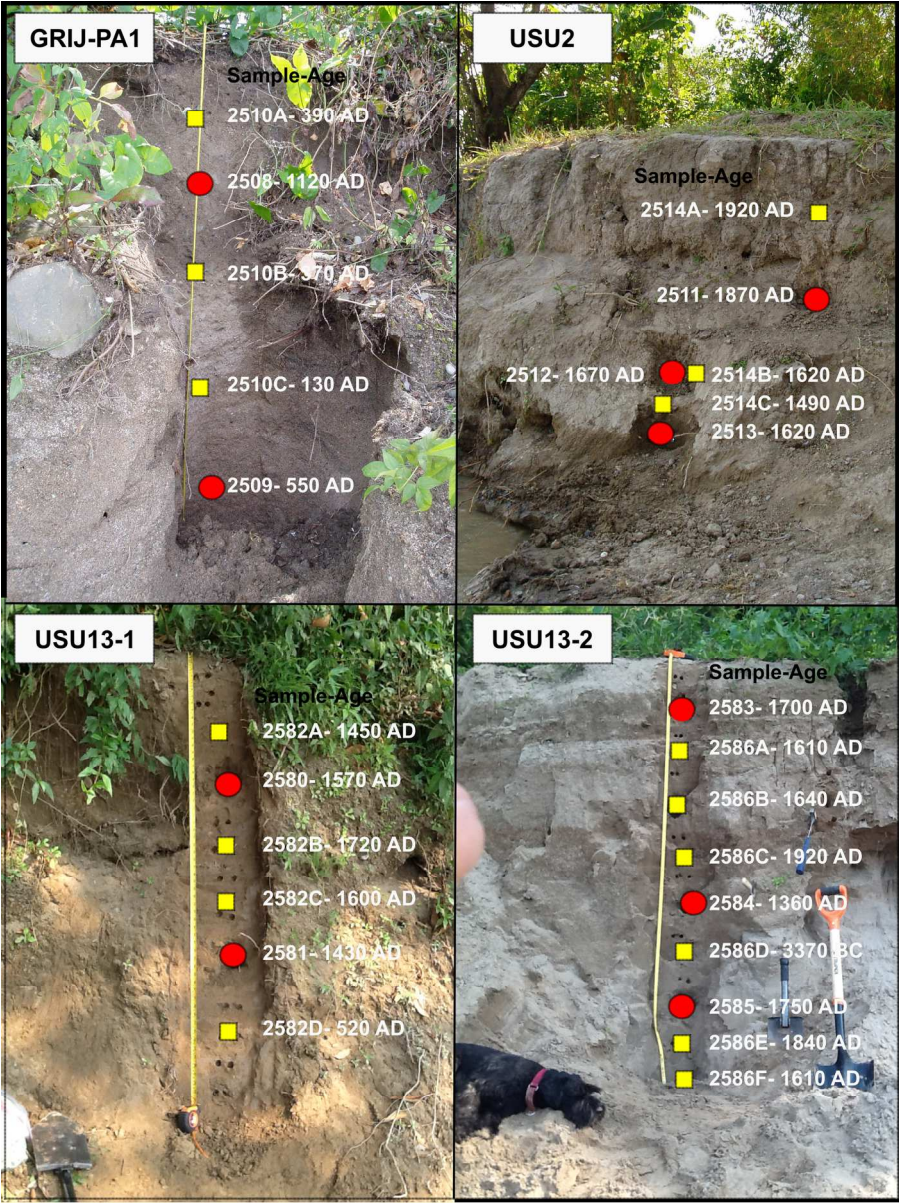 GRIJ-PA1
Sample-Age
2510A- 390 AD
2508- 1120 AD
2510B- 370 AD
2510C- 130 AD
2509- 550 AD
USU2
Sample-Age
2514A- 1920 AD
2511- 1870 AD
2512- 1670 AD
2514B- 1620 AD
2514C- 1490 AD
2513- 1620 AD
USU13-1
Sample-Age
2582A- 1450 AD
2580- 1570 AD
2582B- 1720 AD
2582C- 1600 AD
2581- 1430 AD
2582D- 520 AD
USU13-2
Sample-Age
2583- 1700 AD
2586A- 1610 AD
2586B- 1640 AD
2586C- 1920 AD
2584- 1360 AD
2586D- 3370 BC
2585- 1750 AD
2586E- 1840 AD
2586F- 1610 AD